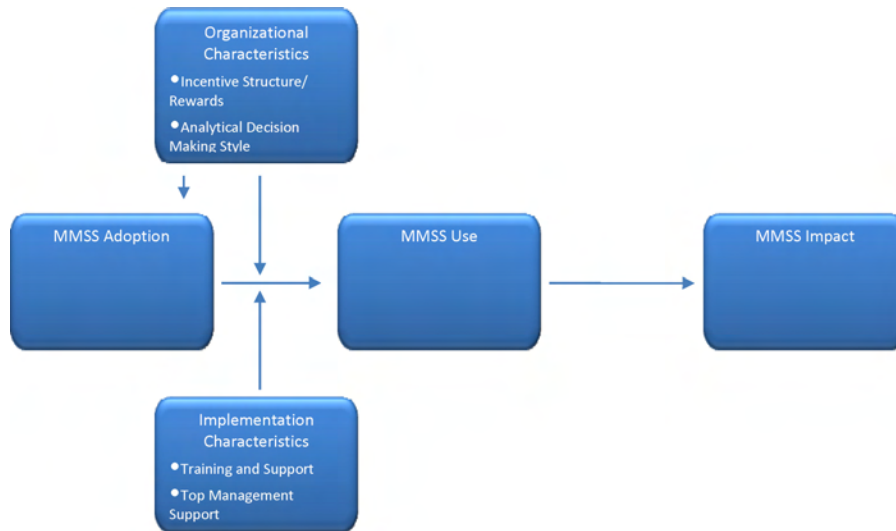 Organizational
Characteristics
•Incentive Structure/
Rewards
•Analytical Decision
Making Style
MMSS Adoption
MMSS Use
MMSS Impact
Implementation
Characteristics
•Training and Support
•Top Management
Support